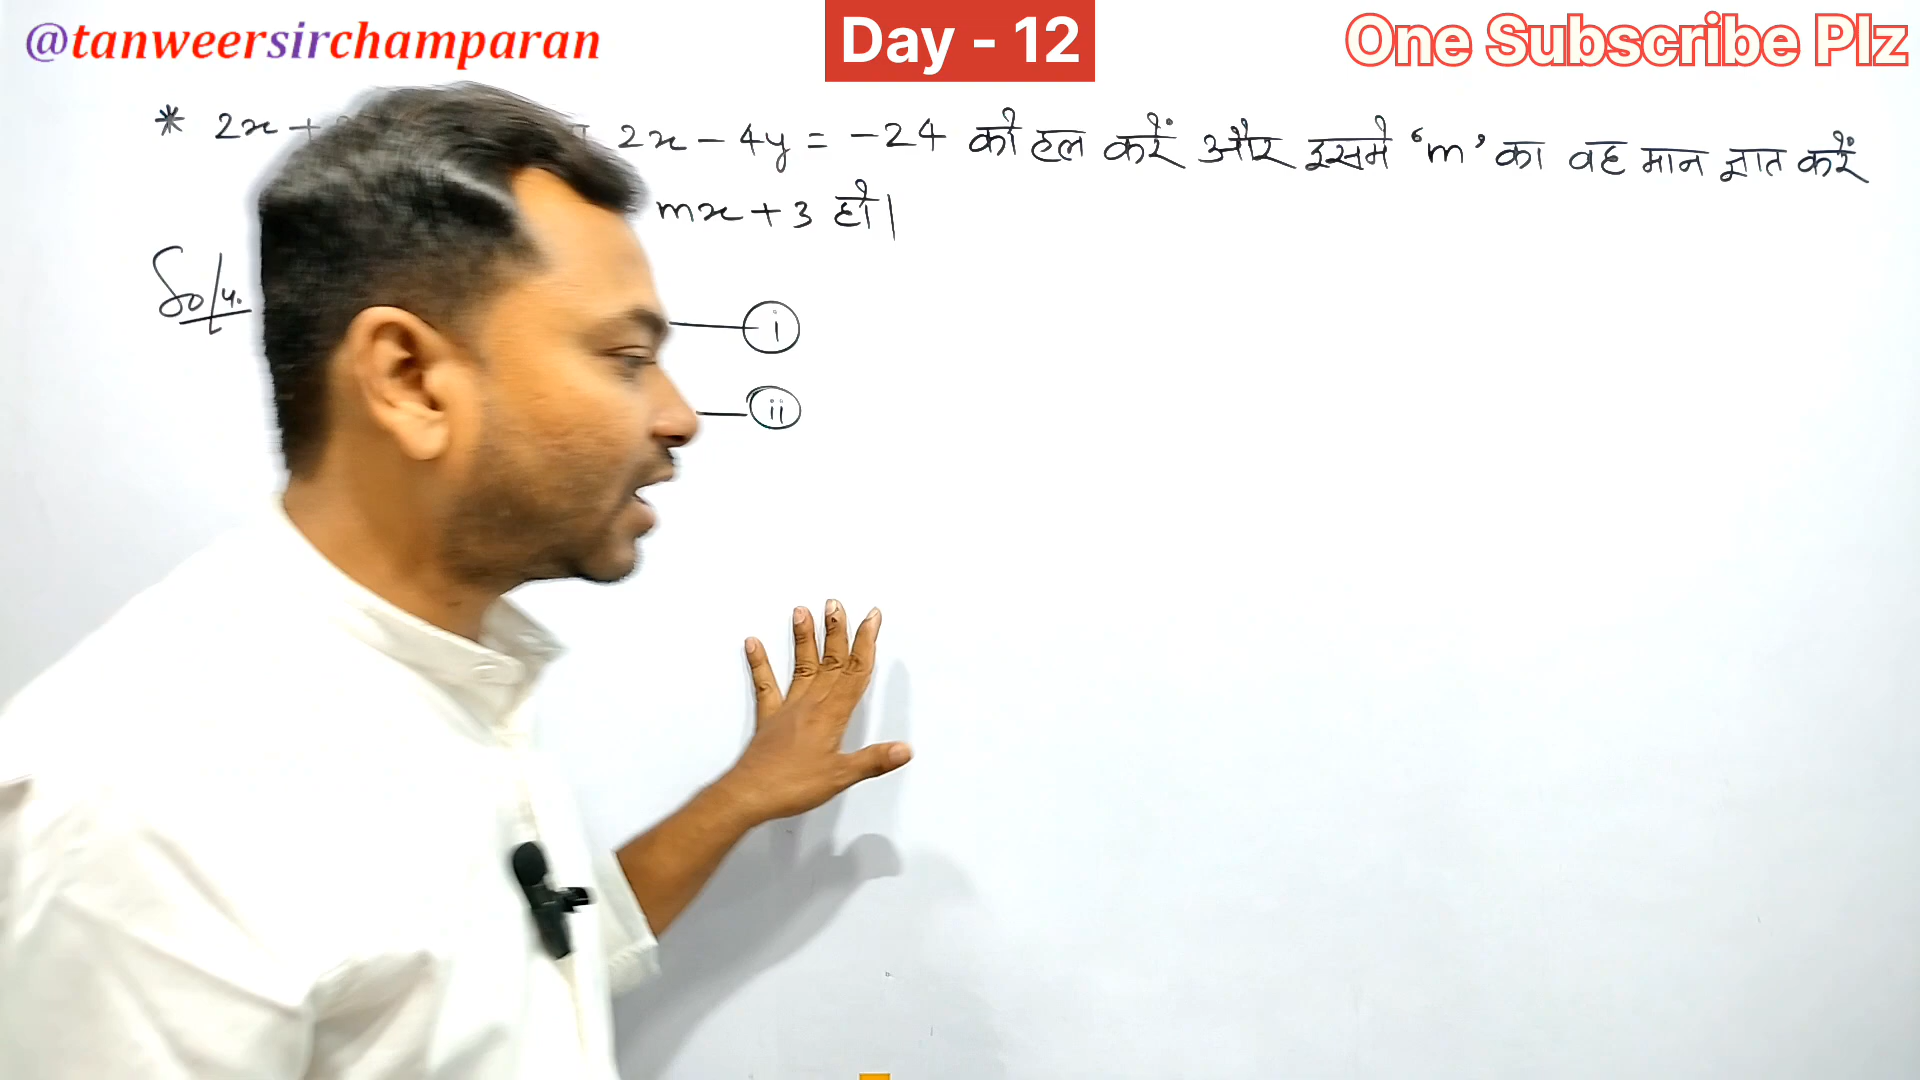 @tanweersirchamparan
Day - 12
One Subscribe Plz
* 2x + 2x - 4y = -24 को हल करें और इसमे 'm' का वह मान ज्ञात करें
mx + 3 हो।
Soln.
i
ii